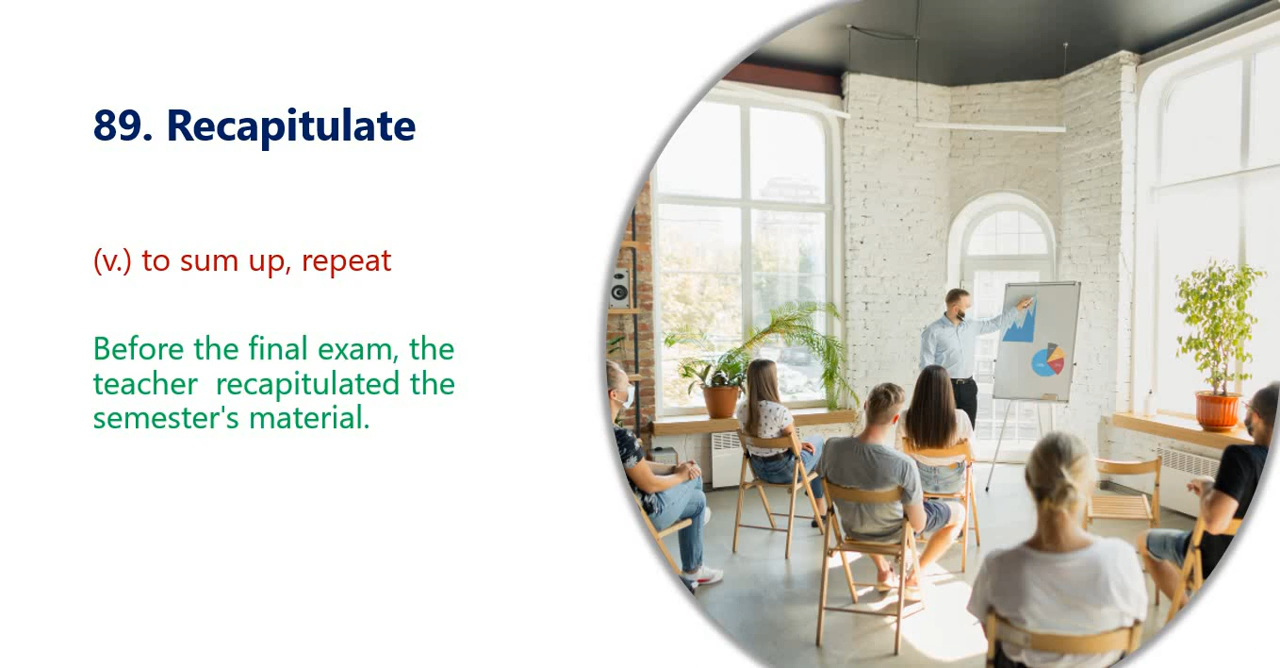 89. Recapitulate
(v.) to sum up, repeat
Before the final exam, the
teacher  recapitulated the
semester's material.